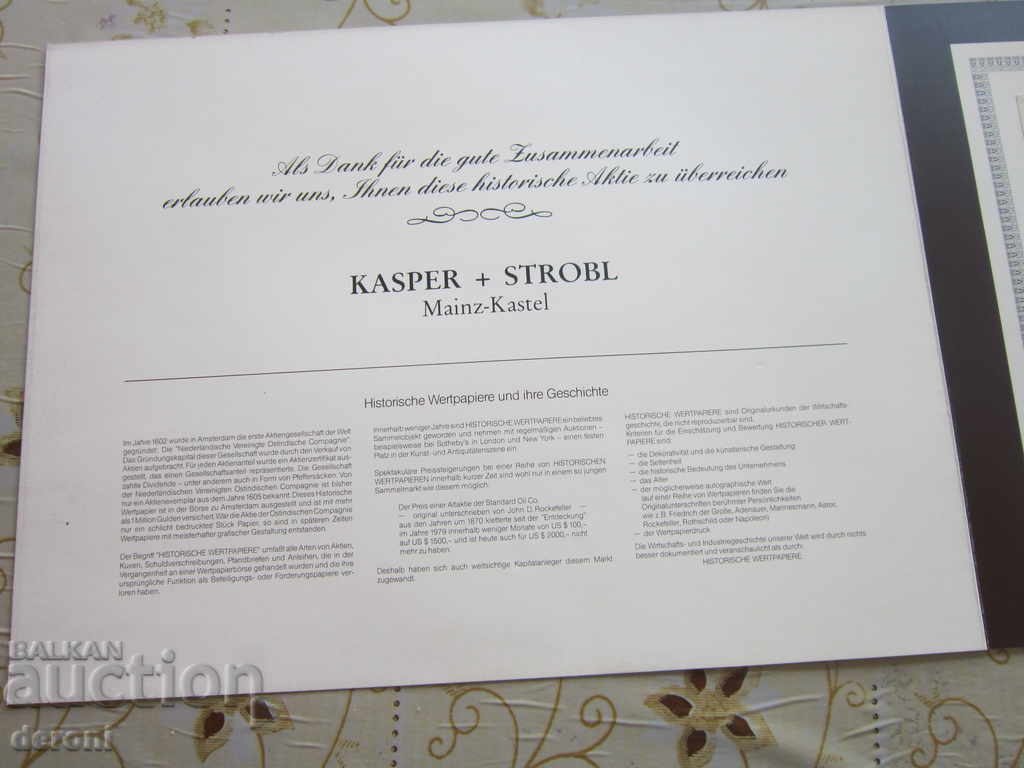 Als Dank für die gute Zusammenarbeit
erlauben wir uns, Ihnen diese historische Aktie zu überreichen
KASPER + STROBL
Mainz-Kastel
Historische Wertpapiere und ihre Geschichte
Im Jahre 1602 wurde in Amsterdam die erste Aktiengesellschaft der Welt
gegründet: Die "Niederländische Vereinigte Ostindische Compagnie".
Das Gründungskapital dieser Gesellschaft wurde durch den Verkauf von
Aktien aufgebracht. Für jeden Aktienanteil wurde ein Aktienzertifikat aus-
gestellt, das einen Gesellschaftsanteil repräsentierte. Die Gesellschaft
zahlte Dividende - unter anderem auch in Form von Pfeffersäcken. Von
der Niederländischen Vereinigten Ostindischen Compagnie ist bisher
nur ein Aktienexemplar aus dem Jahre 1606 bekannt. Dieses Historische
Wertpapier ist in der Börse zu Amsterdam ausgestellt und ist mit mehr
als 1 Million Gulden versichert. War die Aktie der Ostindischen Compagnie
nur ein schlicht bedrucktes Stück Papier, so sind in späteren Zeiten
Wertpapiere mit meisterhafter grafischer Gestaltung entstanden.
Der Begriff "HISTORISCHE WERTPAPIERE" umfaßt alle Arten von Aktien,
Kuxen, Schuldverschreibungen, Pfandbriefen und Anleihen, die in der
Vergangenheit an einer Wertpapierbörse gehandelt wurden und die ihre
ursprüngliche Funktion als Beteiligungs- oder Forderungspapiere ver-
loren haben.
Innerhalb weniger Jahre sind HISTORISCHE WERTPAPIERE ein beliebtes
Sammelobjekt geworden und nehmen mit regelmäßigen Auktionen -
beispielsweise bei Sotheby's in London und New York - einen festen
Platz in der Kunst- und Antiquitätenszene ein.
Spektakuläre Preissteigerungen bei einer Reihe von HISTORISCHEN
WERTPAPIEREN innerhalb kurzer Zeit sind wohl nur in einem so jungen
Sammelmarkt wie diesem möglich.
Der Preis einer Altaktie der Standard Oil Co.
- original unterschrieben von John D. Rockefeller -
aus den Jahren um 1870 kletterte seit der "Entdeckung"
im Jahre 1979 innerhalb weniger Monate von US $ 100,-
auf US $ 1500,- und ist heute auch für US $ 2000,- nicht
mehr zu haben.
Deshalb haben sich auch weitsichtige Kapitalanleger diesem Markt
zugewandt.
HISTORISCHE WERTPAPIERE sind Originalurkunden der Wirtschafts-
geschichte, die nicht reproduzierbar sind.
Kriterien für die Einschätzung und Bewertung HISTORISCHER WERT-
PAPIERE sind:
- die Dekorativität und die künstlerische Gestaltung
- die Seltenheit
- die historische Bedeutung des Unternehmens
- das Alter
- der möglicherweise autographische Wert
(auf einer Reihe von Wertpapieren finden Sie die
Originalunterschriften berühmter Persönlichkeiten
wie z.B. Friedrich der Große, Adenauer, Mannesmann, Astor,
Rockefeller, Rothschild oder Napoleon)
- der Wertpapierdruck
Die Wirtschafts- und Industriegeschichte unserer Welt wird durch nichts
besser dokumentiert und veranschaulicht als durch:
HISTORISCHE WERTPAPIERE.
BALKAN
auction
deroni